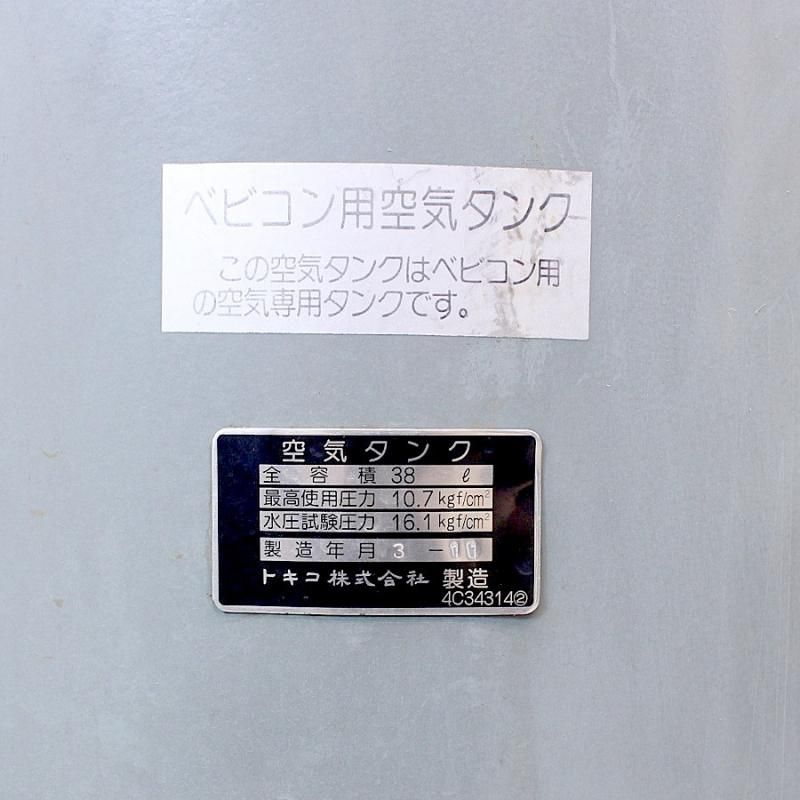 ベビコン用空気タンク
この空気タンクはベビコン用
の空気専用タンクです。
空気タンク
全容積 38 ℓ
最高使用圧力 10.7 kgf/cm²
水圧試験圧力 16.1 kgf/cm²
製造年月 3 - 11
トキコ株式会社 製造
4C34314②